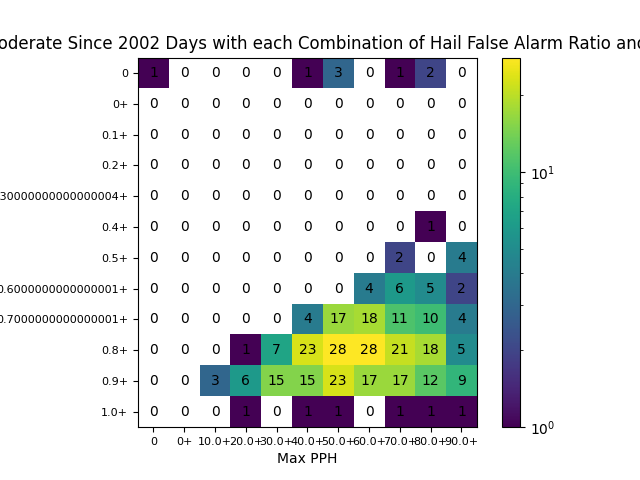 oderate Since 2002 Days with each Combination of Hail False Alarm Ratio an
0 1 0 0 0 0 1 3 0 1 2 0
0+ 0 0 0 0 0 0 0 0 0 0 0
0.1+ 0 0 0 0 0 0 0 0 0 0 0
0.2+ 0 0 0 0 0 0 0 0 0 0 0
30000000000000004+ 0 0 0 0 0 0 0 0 0 0 0
0.4+ 0 0 0 0 0 0 0 0 0 1 0
0.5+ 0 0 0 0 0 0 0 0 2 0 4
0.6000000000000001+ 0 0 0 0 0 0 0 4 6 5 2
0.7000000000000001+ 0 0 0 0 0 4 17 18 11 10 4
0.8+ 0 0 0 1 7 23 28 28 21 18 5
0.9+ 0 0 3 6 15 15 23 17 17 12 9
1.0+ 0 0 0 1 0 1 1 0 1 1 1
0 0+ 10.0+ 20.0+ 30.0+ 40.0+ 50.0+ 60.0+ 70.0+ 80.0+ 90.0+
Max PPH
10¹
10⁰